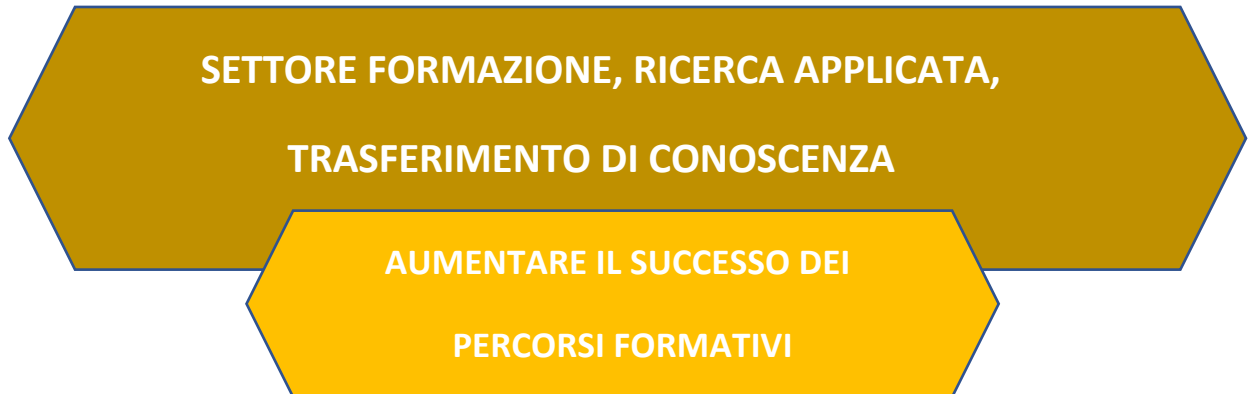 SETTORE FORMAZIONE, RICERCA APPLICATA,
TRASFERIMENTO DI CONOSCENZA
AUMENTARE IL SUCCESSO DEI
PERCORSI FORMATIVI